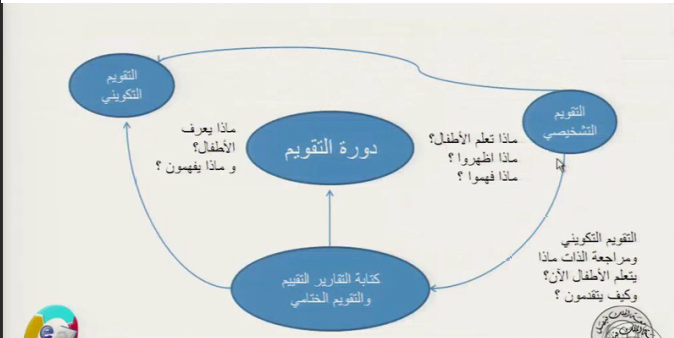 التقويم
التكويني
التقويم
التشخيصي
دورة التقويم
ماذا يعرف
الأطفال؟
و ماذا يفهمون ؟
ماذا تعلم الأطفال؟
ماذا اظهروا ؟
ماذا فهموا ؟
كتابة التقارير التقييم
والتقويم الختامي
التقويم التكويني
ومراجعة الذات ماذا
يتعلم الأطفال الآن؟
وكيف يتقدمون ؟